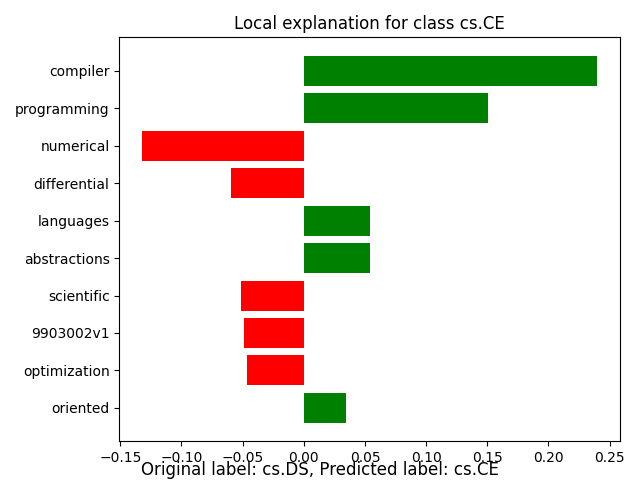 Local explanation for class cs.CE
compiler
programming
numerical
differential
languages
abstractions
scientific
9903002v1
optimization
oriented
−0.15 −0.10 −0.05 0.00 0.05 0.10 0.15 0.20 0.25
Original label: cs.DS, Predicted label: cs.CE